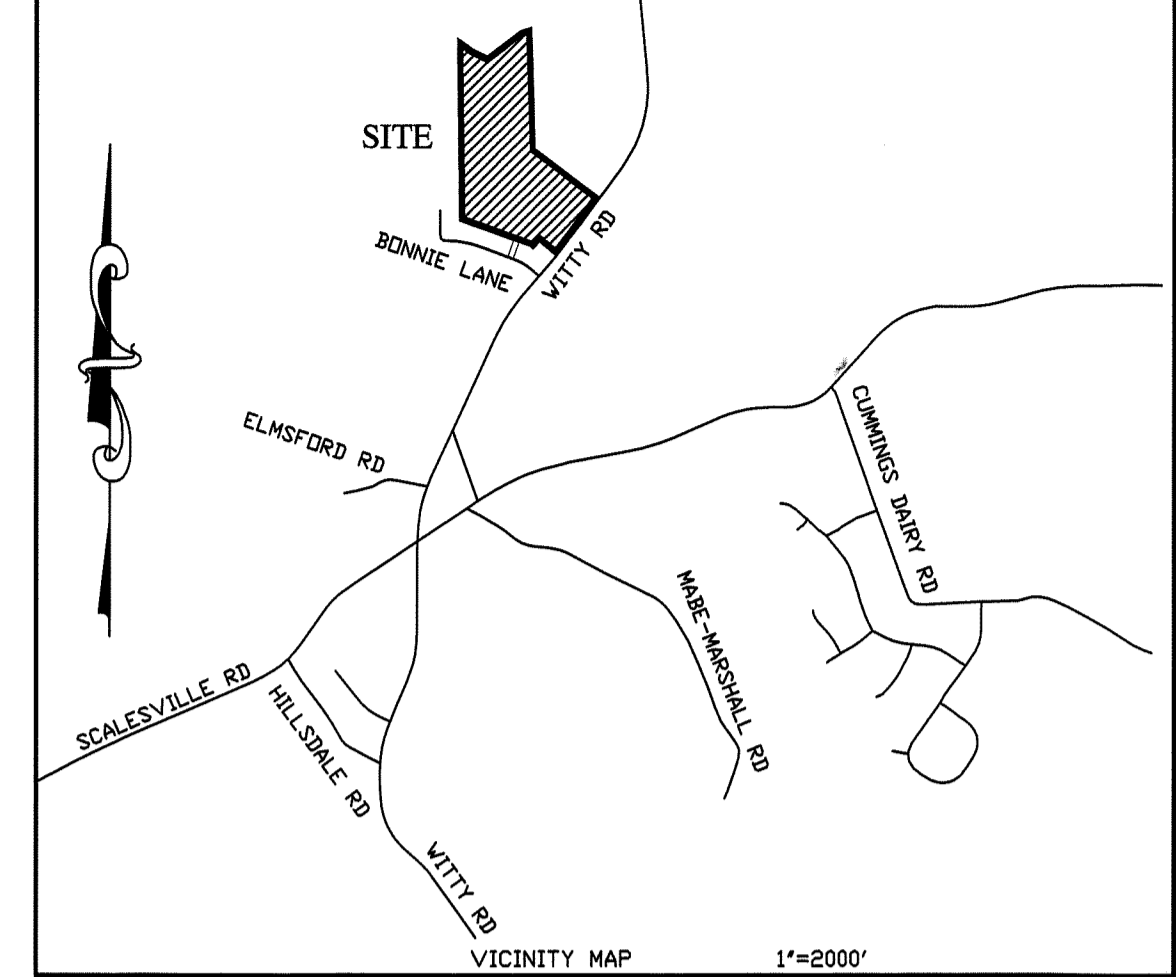 SITE
BONNIE LANE
WITTY RD
ELMSFORD RD
CUMMINGS DAIRY RD
MABE-MARSHALL RD
SCALESVILLE RD
HILLSDALE RD
WITTY RD
VICINITY MAP 1"=2000'